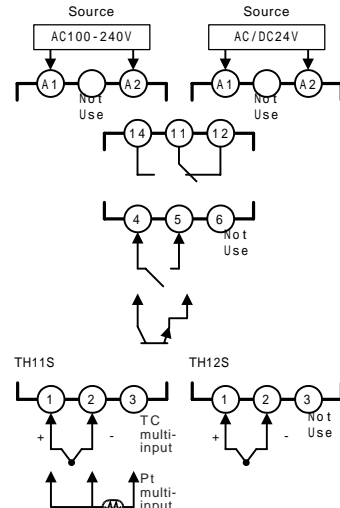 Source
Source
AC100-240V
AC/DC24V
A1
A2
A1
A2
Not
Use
Not
Use
14
11
12
4
5
6
Not
Use
TH11S
TH12S
1
2
3
1
2
3
TC
multi-
input
+
-
+
-
Not
Use
Pt
multi-
input